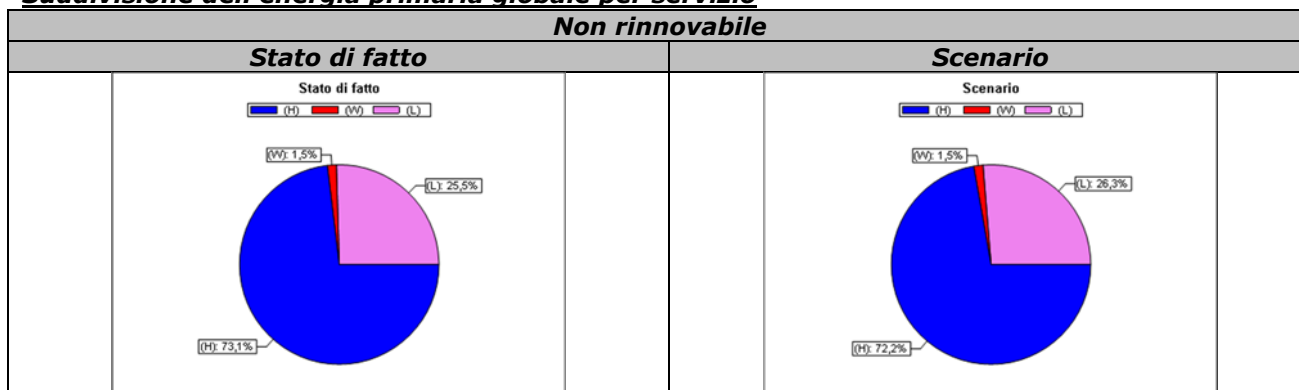 Suddivisione dell'energia primaria globale per servizio
Non rinnovabile
Stato di fatto
Scenario
Stato di fatto
(H) (W) (L)
(W): 1,5%
(L): 25,5%
(H): 73,1%
Scenario
(H) (W) (L)
(W): 1,5%
(L): 26,3%
(H): 72,2%